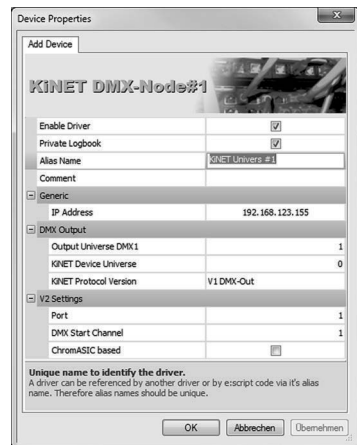 Device Properties
Add Device
KiNET DMX-Node#1
Enable Driver
Private Logbook
Alias Name KiNET Univers #1
Comment
Generic
IP Address 192.168.123.155
DMX Output
Output Universe DMX1 1
KiNET Device Universe 0
KiNET Protocol Version V1 DMX-Out
V2 Settings
Port 1
DMX Start Channel 1
ChromASIC based
Unique name to identify the driver.
A driver can be referenced by another driver or by e:script code via it's alias
name. Therefore alias names should be unique.
OK Abbrechen Übernehmen